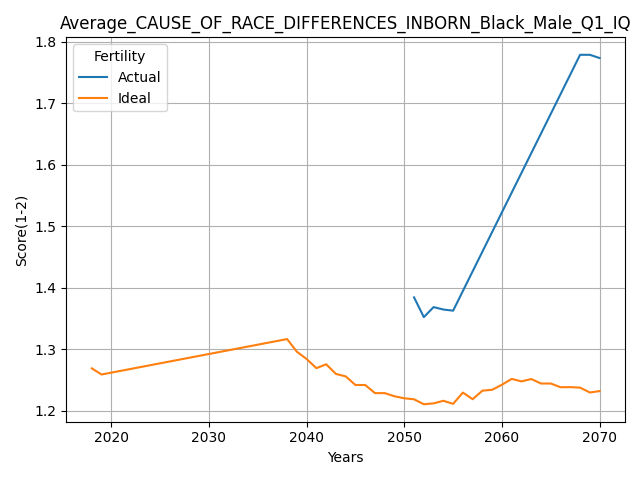 Average_CAUSE_OF_RACE_DIFFERENCES_INBORN_Black_Male_Q1_IQ
Fertility
Actual
Ideal
Score(1-2)
1.8
1.7
1.6
1.5
1.4
1.3
1.2
2020 2030 2040 2050 2060 2070
Years